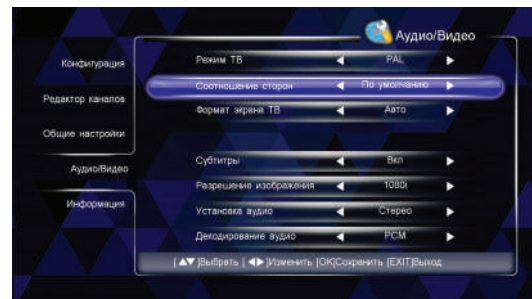 Аудио/Видео
Конфигурация
Редактор каналов
Общие настройки
Аудио/Видео
Информация
Режим ТВ ◀ PAL ▶
Соотношение сторон ◀ По умолчанию ▶
Формат экрана ТВ ◀ Авто ▶
Субтитры ◀ Вкл ▶
Разрешение изображения ◀ 1080i ▶
Установка аудио ◀ Стерео ▶
Декодирование аудио ◀ PCM ▶
[▲▼]Выбрать [◀▶]Изменить [OK]Сохранить [EXIT]Выход